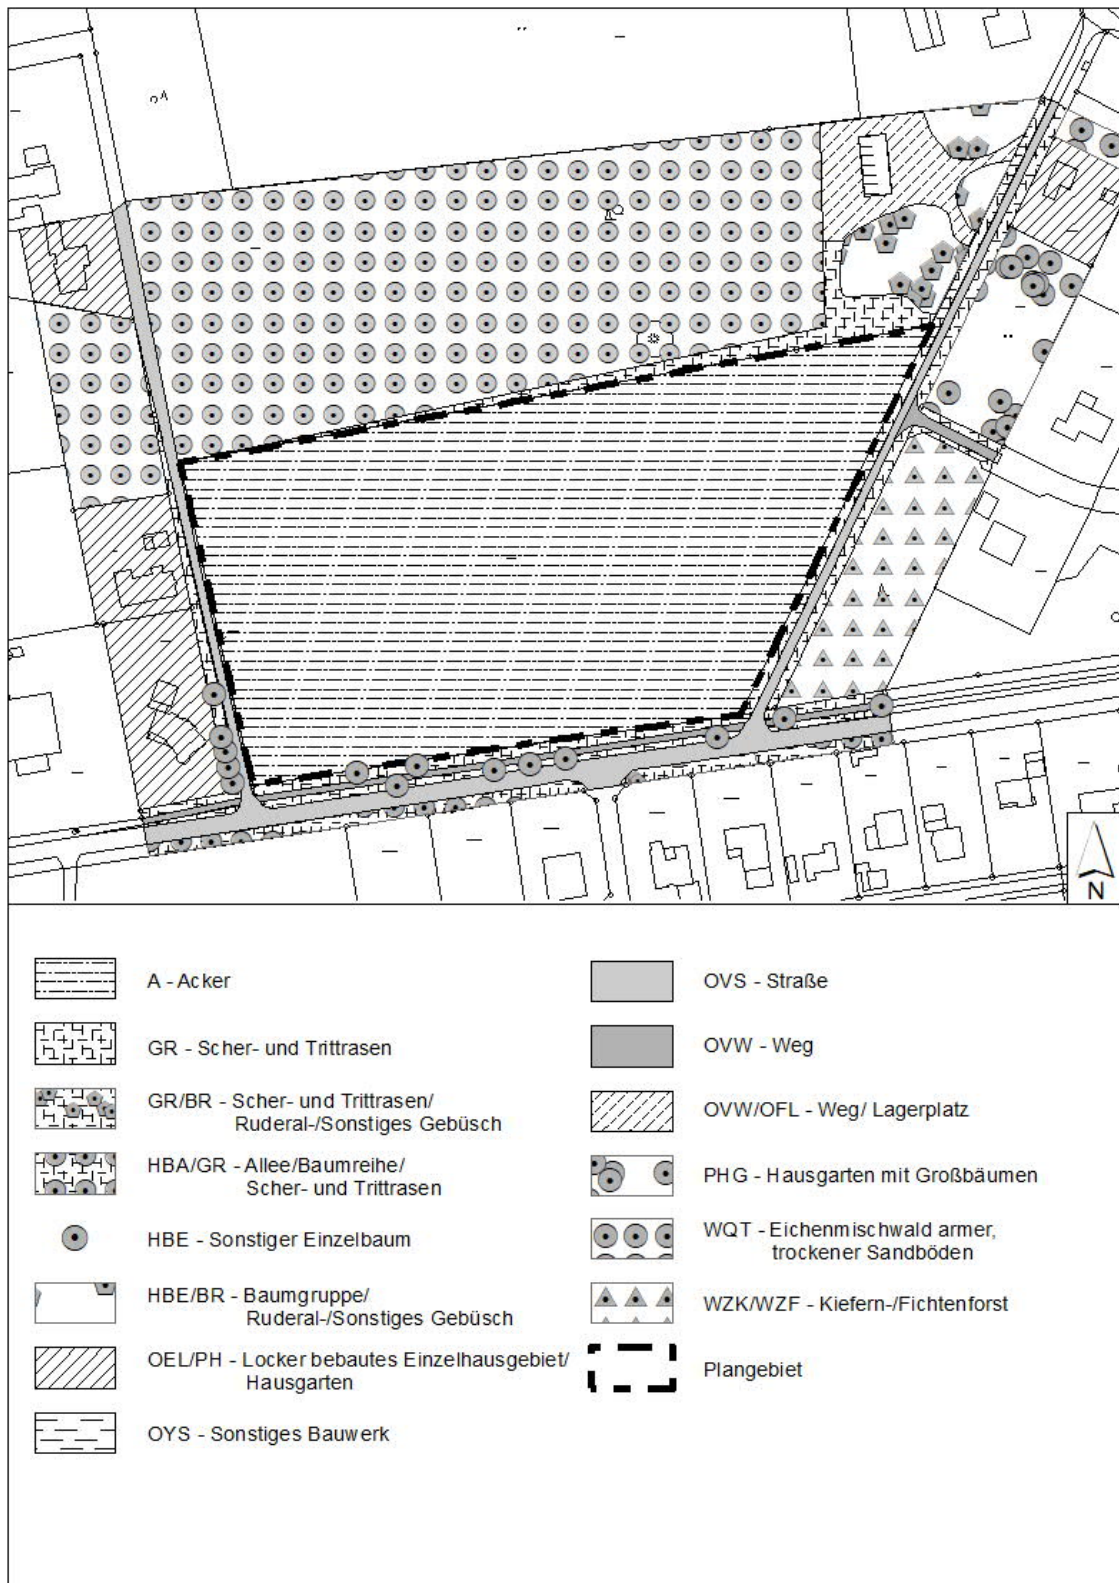 N
A - Acker
GR - Scher- und Trittrasen
GR/BR - Scher- und Trittrasen/
Ruderal-/Sonstiges Gebüsch
HBA/GR - Allee/Baumreihe/
Scher- und Trittrasen
HBE - Sonstiger Einzelbaum
HBE/BR - Baumgruppe/
Ruderal-/Sonstiges Gebüsch
OEL/PH - Locker bebautes Einzelhausgebiet/
Hausgarten
OYS - Sonstiges Bauwerk
OVS - Straße
OVW - Weg
OVW/OFL - Weg/ Lagerplatz
PHG - Hausgarten mit Großbäumen
WQT - Eichenmischwald armer,
trockener Sandböden
WZK/WZF - Kiefern-/Fichtenforst
Plangebiet